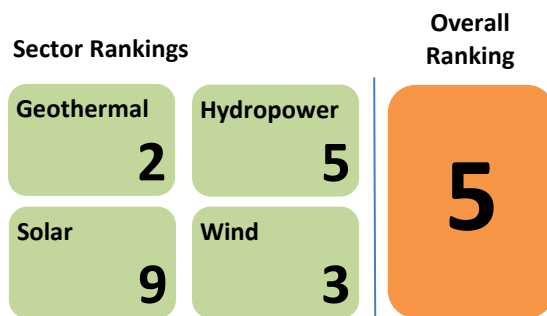 Sector Rankings
Overall
Ranking
Geothermal
2
Hydropower
5
Solar
9
Wind
3
5